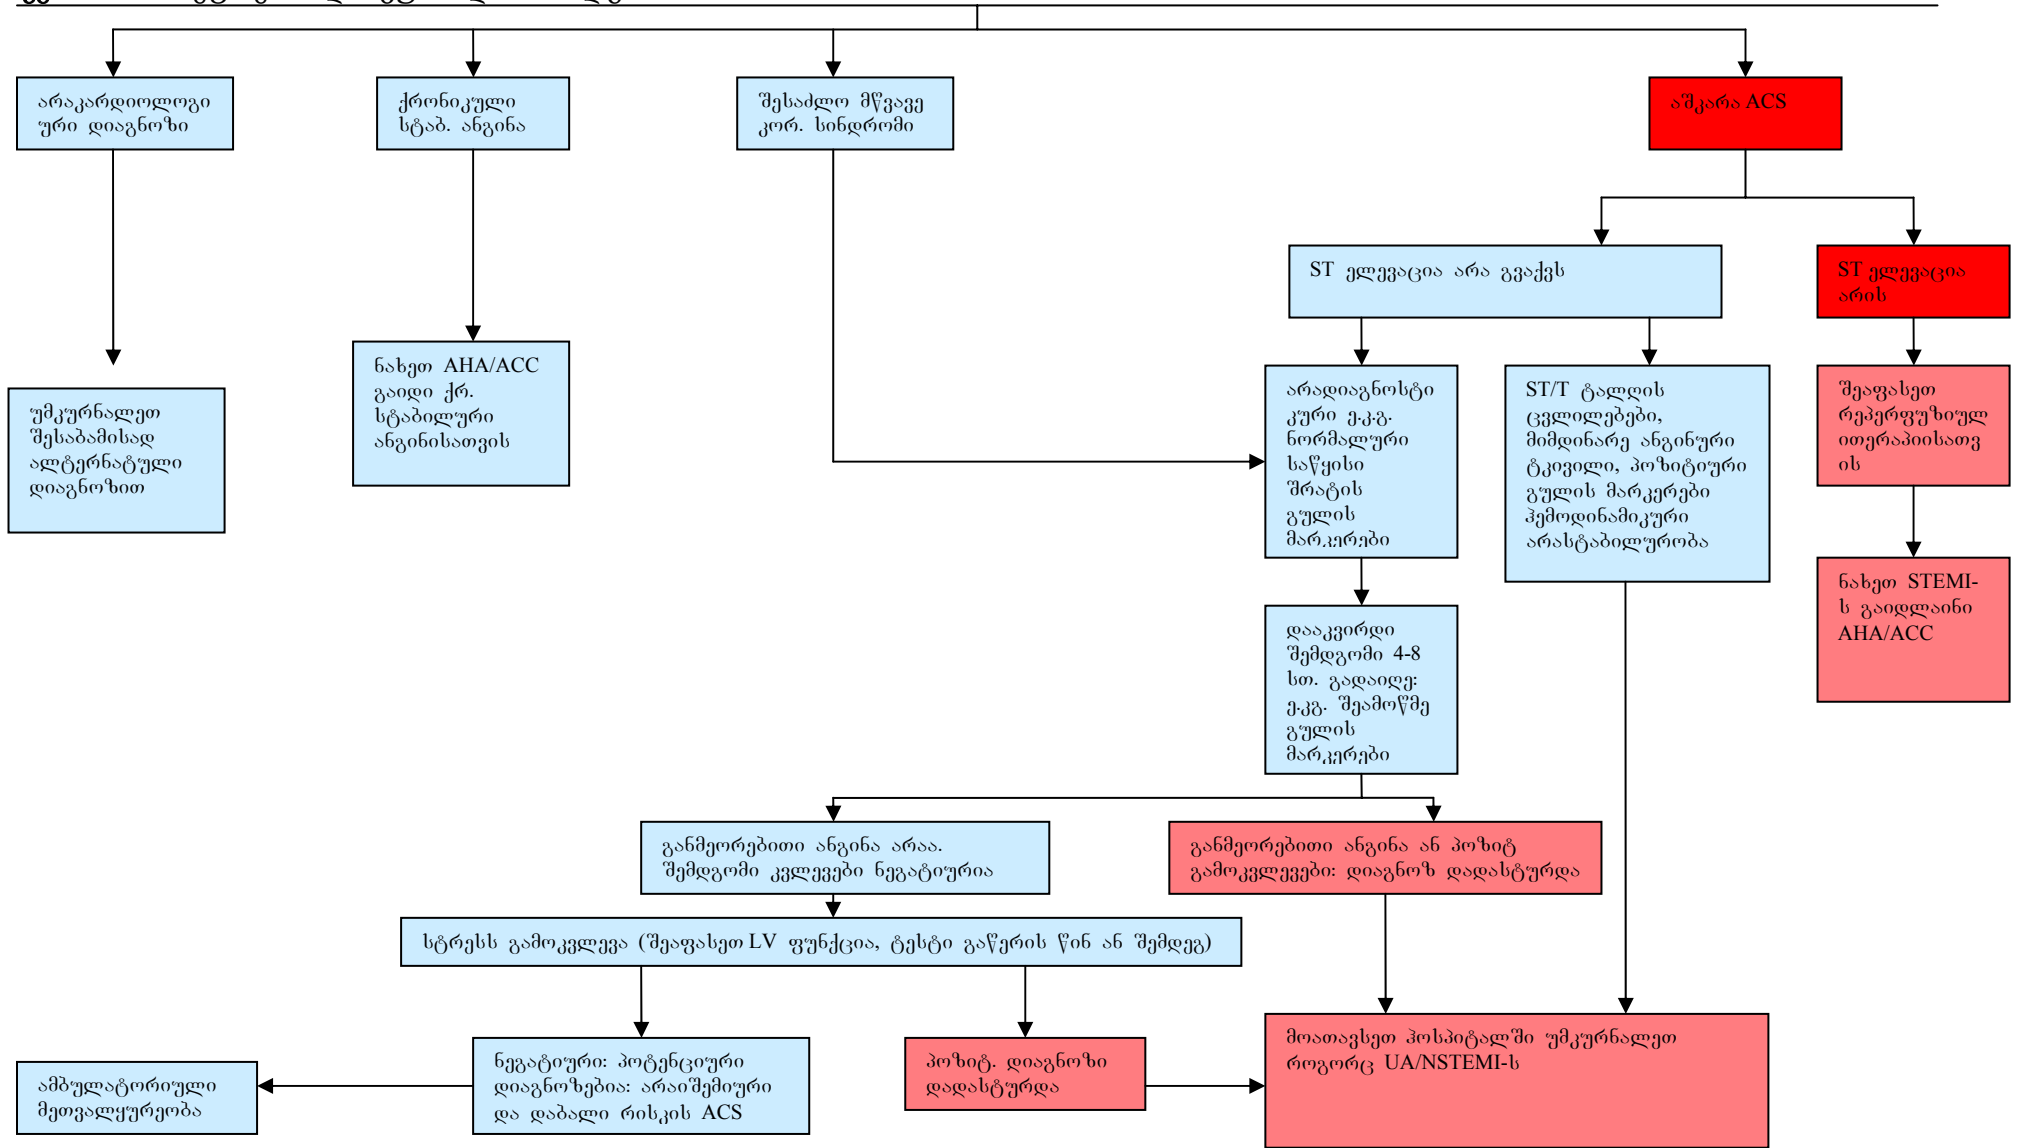 არაკარდიოლოგი
ური დიაგნოზი
ქრონიკული
სტაბ. ანგინა
შესაძლო მწვავე
კორ. სინდრომი
აშკარა ACS
ST ელევაცია არა გვაქვს
ST ელევაცია
არის
უმკურნალეთ
შესაბამისად
ალტერნატული
დიაგნოზით
ნახეთ AHA/ACC
გაიდი ქრ.
სტაბილური
ანგინისათვის
არადიაგნოსტი
კური ე.კ.გ.
ნორმალური
საწყისი
შრატის
გულის
მარკერები
ST/T ტალღის
ცვლილებები,
მიმდინარე ანგინური
ტკივილი, პოზიტიური
გულის მარკერები
ჰემოდინამიკური
არასტაბილურობა
შეაფასეთ
რეპერფუზიულ
ითერაპიისათვ
ის
ნახეთ STEMI-
ს გაიდლაინი
AHA/ACC
დააკვირდი
შემდგომი 4-8
სთ. გადაიღე:
ე.კგ. შეამოწმე
გულის
მარკერები
განმეორებითი ანგინა არაა.
შემდგომი კვლევები ნეგატიურია
განმეორებითი ანგინა ან პოზიტ
გამოკვლევები: დიაგნოზ დადასტურდა
სტრესს გამოკვლევა (შეაფასეთ LV ფუნქცია, ტესტი გაწერის წინ ან შემდეგ)
ამბულატორიული
მეთვალყურეობა
ნეგატიური: პოტენციური
დიაგნოზებია: არაიშემიური
და დაბალი რისკის ACS
პოზიტ. დიაგნოზი
დადასტურდა
მოათავსეთ ჰოსპიტალში უმკურნალეთ
როგორც UA/NSTEMI-ს